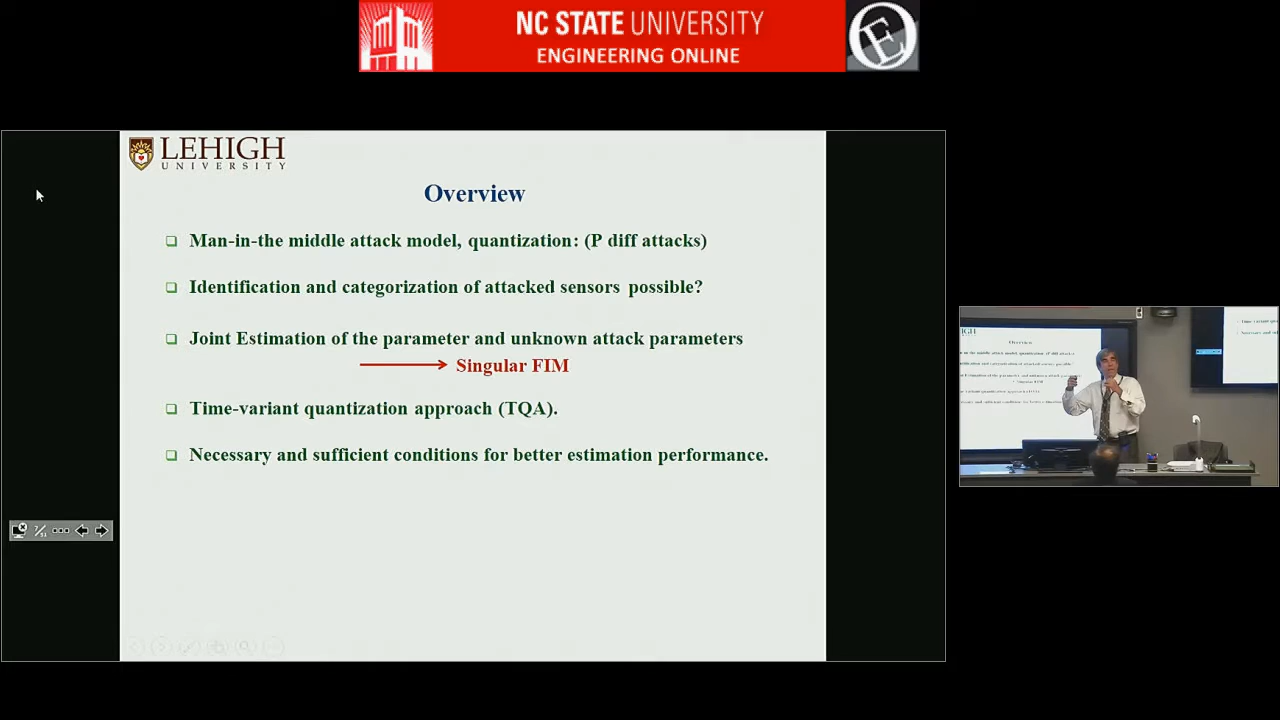 NC STATE UNIVERSITY
ENGINEERING ONLINE
LEHIGH
UNIVERSITY
Overview
Man-in-the middle attack model, quantization: (P diff attacks)
Identification and categorization of attacked sensors possible?
Joint Estimation of the parameter and unknown attack parameters
Singular FIM
Time-variant quantization approach (TQA).
Necessary and sufficient conditions for better estimation performance.
Overview